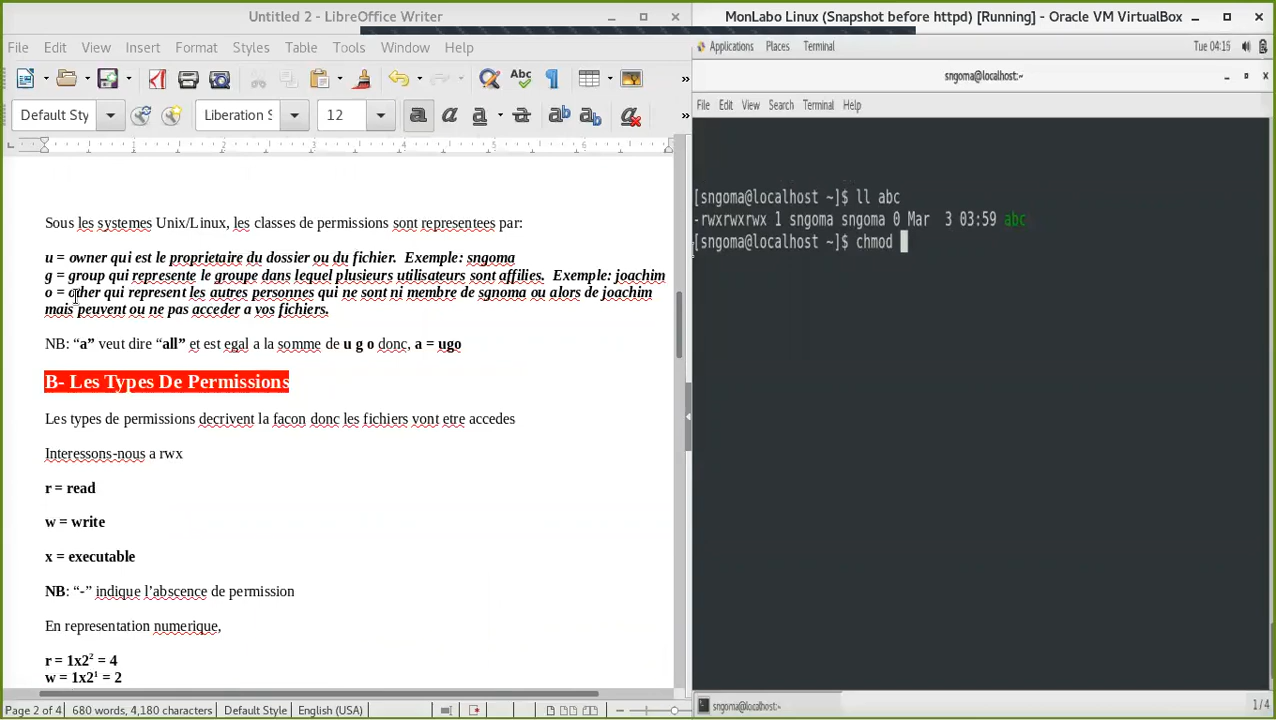 Untitled 2 - LibreOffice Writer
File Edit View Insert Format Styles Table Tools Window Help
Default Sty Liberation S 12
Sous les systemes Unix/Linux, les classes de permissions sont representees par:
u = owner qui est le proprietaire du dossier ou du fichier. Exemple: sngoma
g = group qui represente le groupe dans lequel plusieurs utilisateurs sont affilies. Exemple: joachim
o = other qui represent les autres personnes qui ne sont ni membre de sgnoma ou alors de joachim
mais peuvent ou ne pas acceder a vos fichiers.
NB: “a” veut dire “all” et est egal a la somme de u g o donc, a = ugo
B- Les Types De Permissions
Les types de permissions decrivent la facon donc les fichiers vont etre accedes
Interessons-nous a rwx
r = read
w = write
x = executable
NB: “-” indique l’abscence de permission
En representation numerique,
r = 1x2² = 4
w = 1x2¹ = 2
Page 2 of 4 680 words, 4,180 characters Default Style English (USA)
MonLabo Linux (Snapshot before httpd) [Running] - Oracle VM VirtualBox
Applications Places Terminal Tue 04:15
sngoma@localhost:~
File Edit View Search Terminal Help
[sngoma@localhost ~]$ ll abc
-rwxrwxrwx 1 sngoma sngoma 0 Mar 3 03:59 abc
[sngoma@localhost ~]$ chmod
sngoma@localhost:~ 1/4